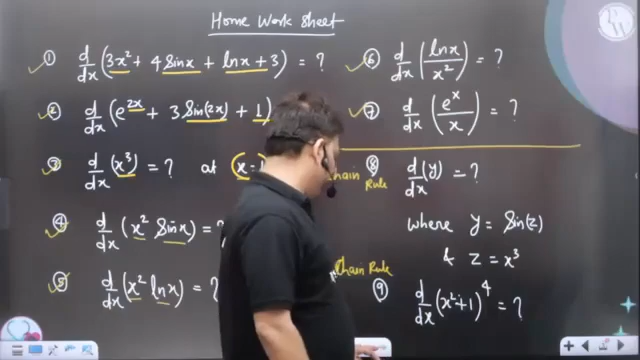 Home Work Sheet
① d/dx (3x² + 4 sinx + lnx + 3) = ?
② d/dx (e^2x + 3 sin(2x) + 1)
③ d/dx (x³) = ? at x =
④ d/dx (x² sinx) = ?
⑤ d/dx (x² lnx) = ?
⑥ d/dx (lnx/x²) = ?
⑦ d/dx (e^x/x) = ?
Chain Rule
⑧ d/dx (y) = ?
where y = Sin(z)
& z = x³
Chain Rule
⑨ d/dx (x²+1)⁴ = ?